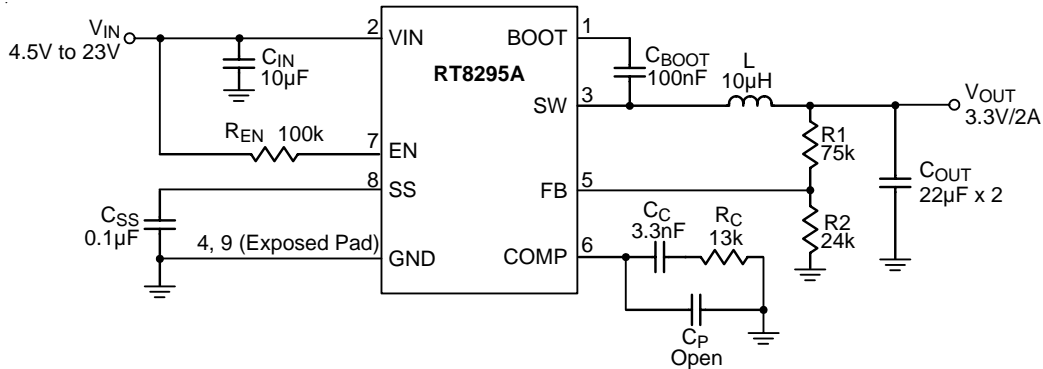 VIN
4.5V to 23V
2
VIN
CIN
10µF
RT8295A
BOOT
1
CBOOT
100nF
L
10µH
SW
3
VOUT
3.3V/2A
REN 100k
7
EN
R1
75k
8
SS
FB
5
COUT
22µF x 2
CSS
0.1µF
R2
24k
4, 9 (Exposed Pad)
GND
COMP
6
CC
3.3nF
RC
13k
CP
Open